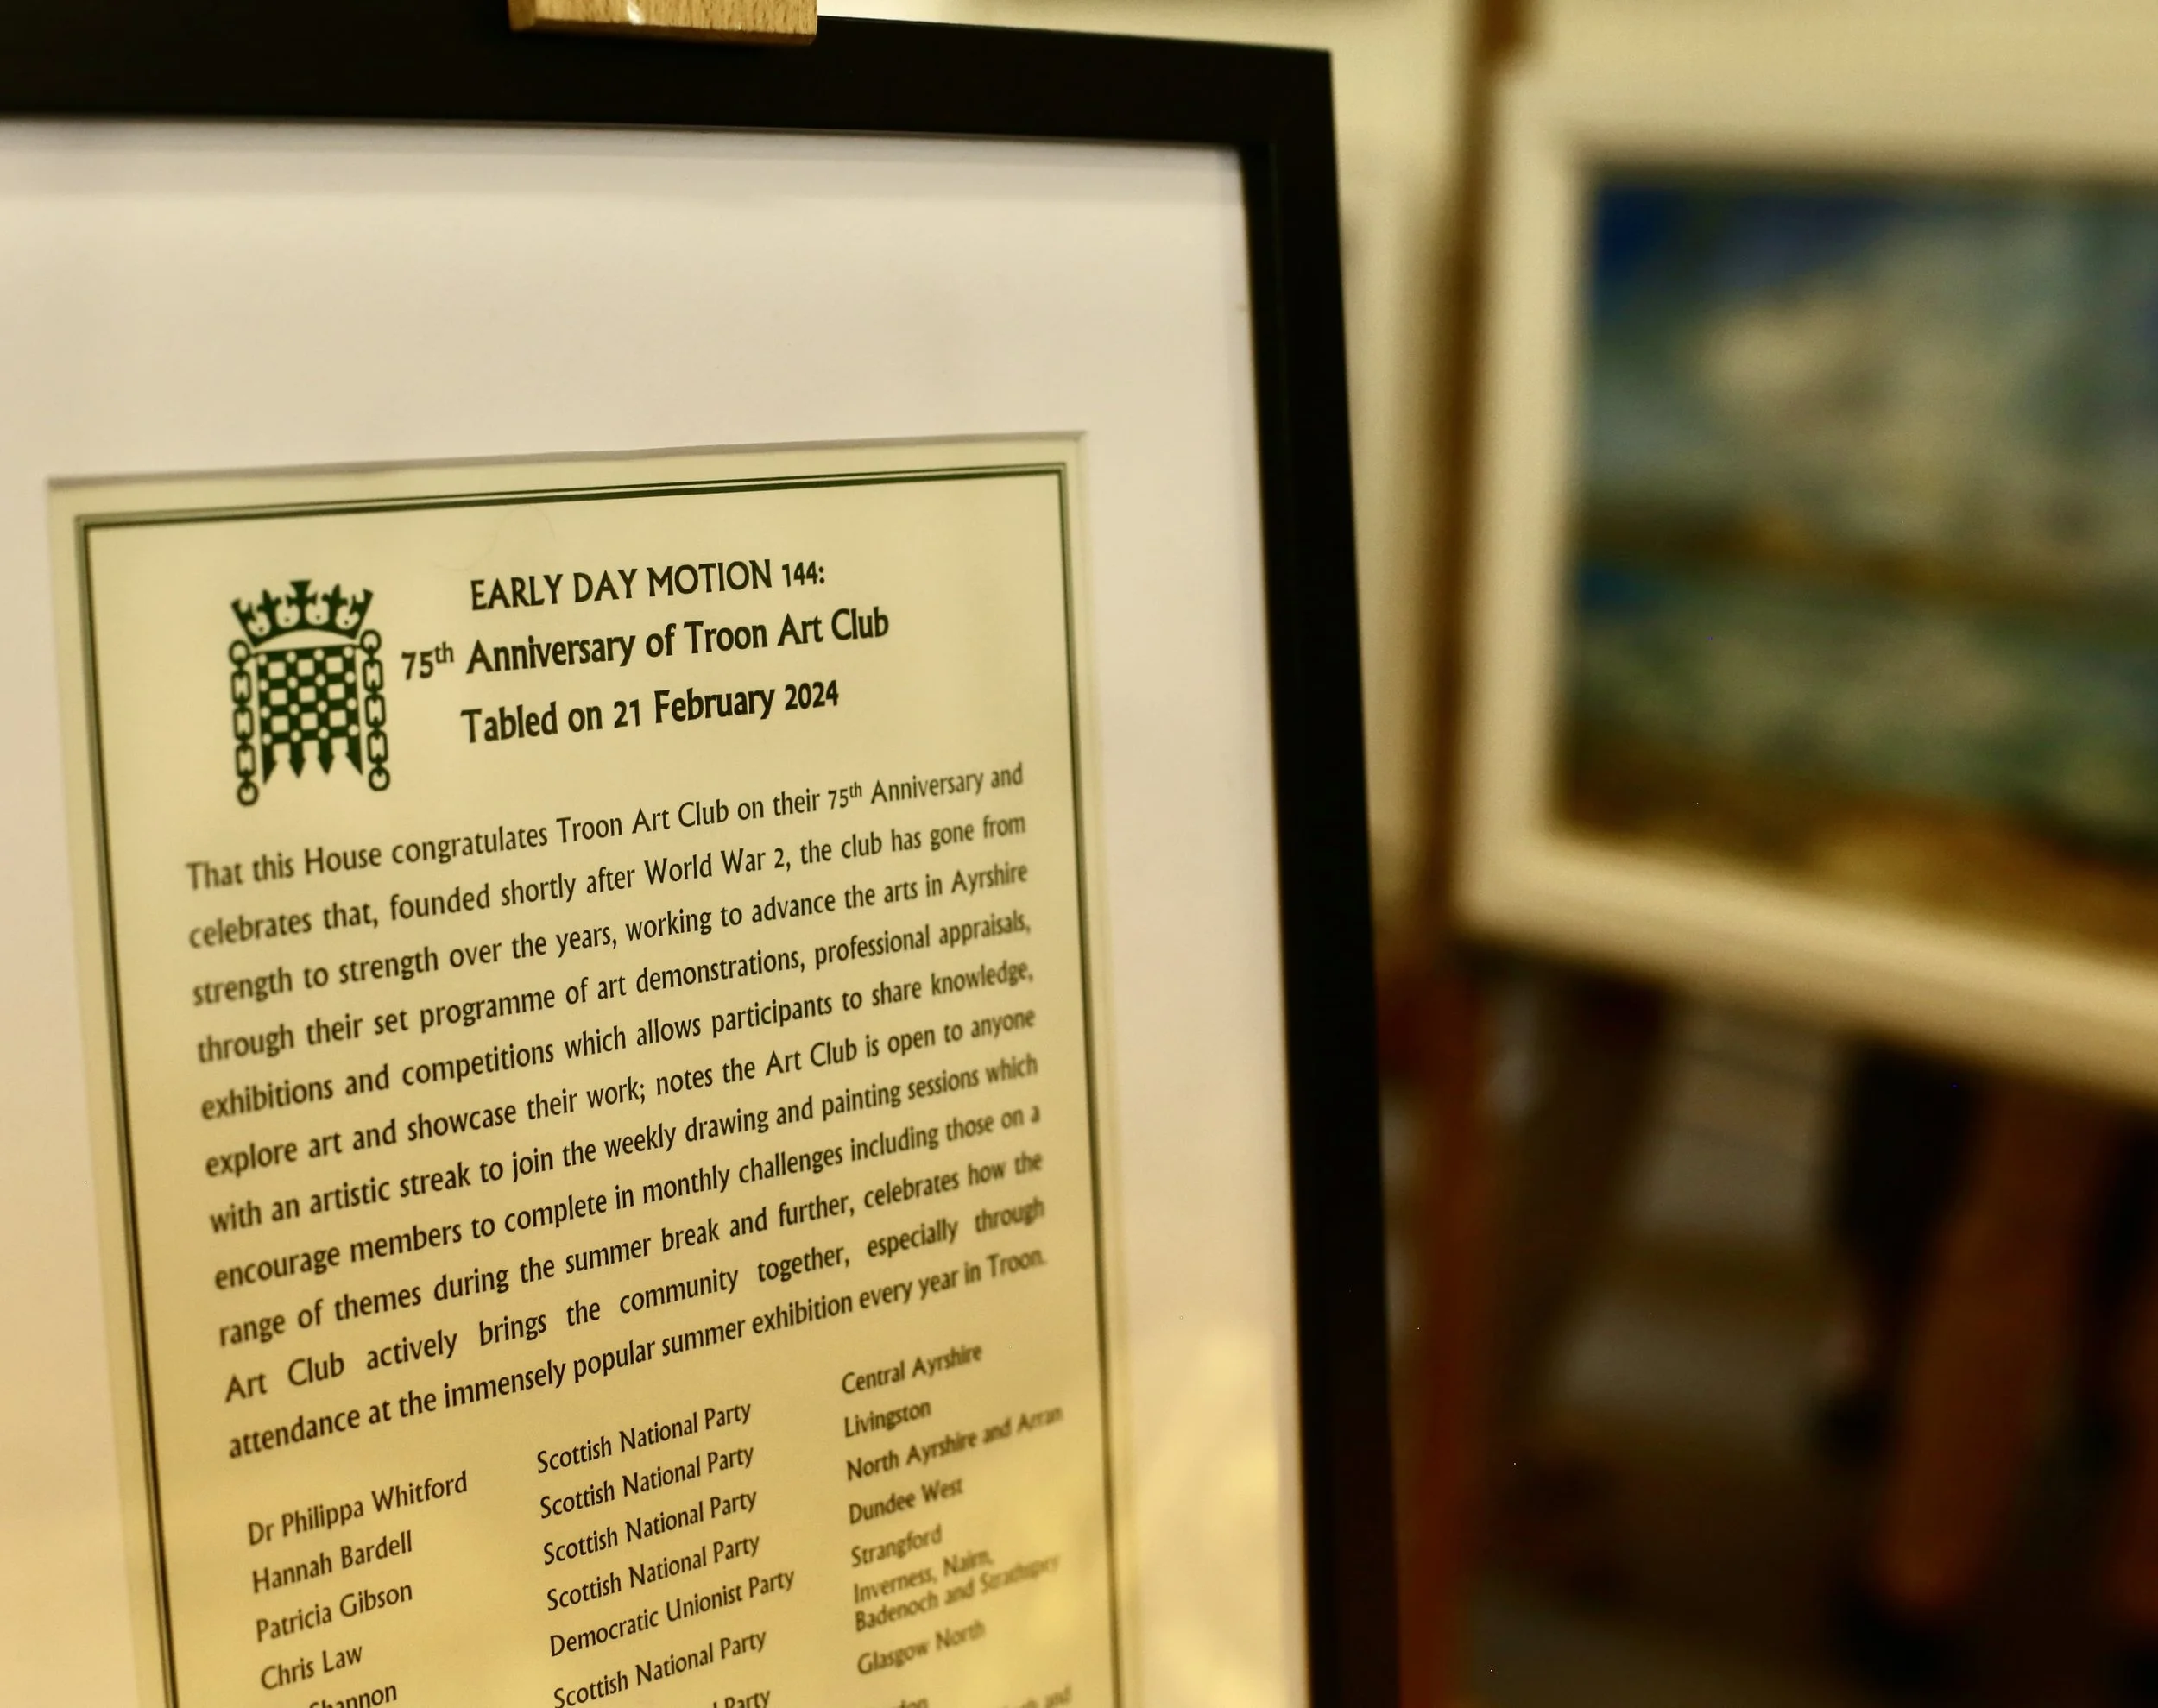 EARLY DAY MOTION 144:
75th Anniversary of Troon Art Club
Tabled on 21 February 2024
That this House congratulates Troon Art Club on their 75th Anniversary and
celebrates that, founded shortly after World War 2, the club has gone from
strength to strength over the years, working to advance the arts in Ayrshire
through their set programme of art demonstrations, professional appraisals,
exhibitions and competitions which allows participants to share knowledge,
explore art and showcase their work; notes the Art Club is open to anyone
with an artistic streak to join the weekly drawing and painting sessions which
encourage members to complete in monthly challenges including those on a
range of themes during the summer break and further, celebrates how the
Art Club actively brings the community together, especially through
attendance at the immensely popular summer exhibition every year in Troon.
Dr Philippa Whitford Scottish National Party Central Ayrshire
Hannah Bardell Scottish National Party Livingston
Patricia Gibson Scottish National Party North Ayrshire and Arran
Chris Law Scottish National Party Dundee West
Shannon Democratic Unionist Party Strangford
Scottish National Party Inverness, Nairn,
Badenoch and Strathspey
Party Glasgow North
and